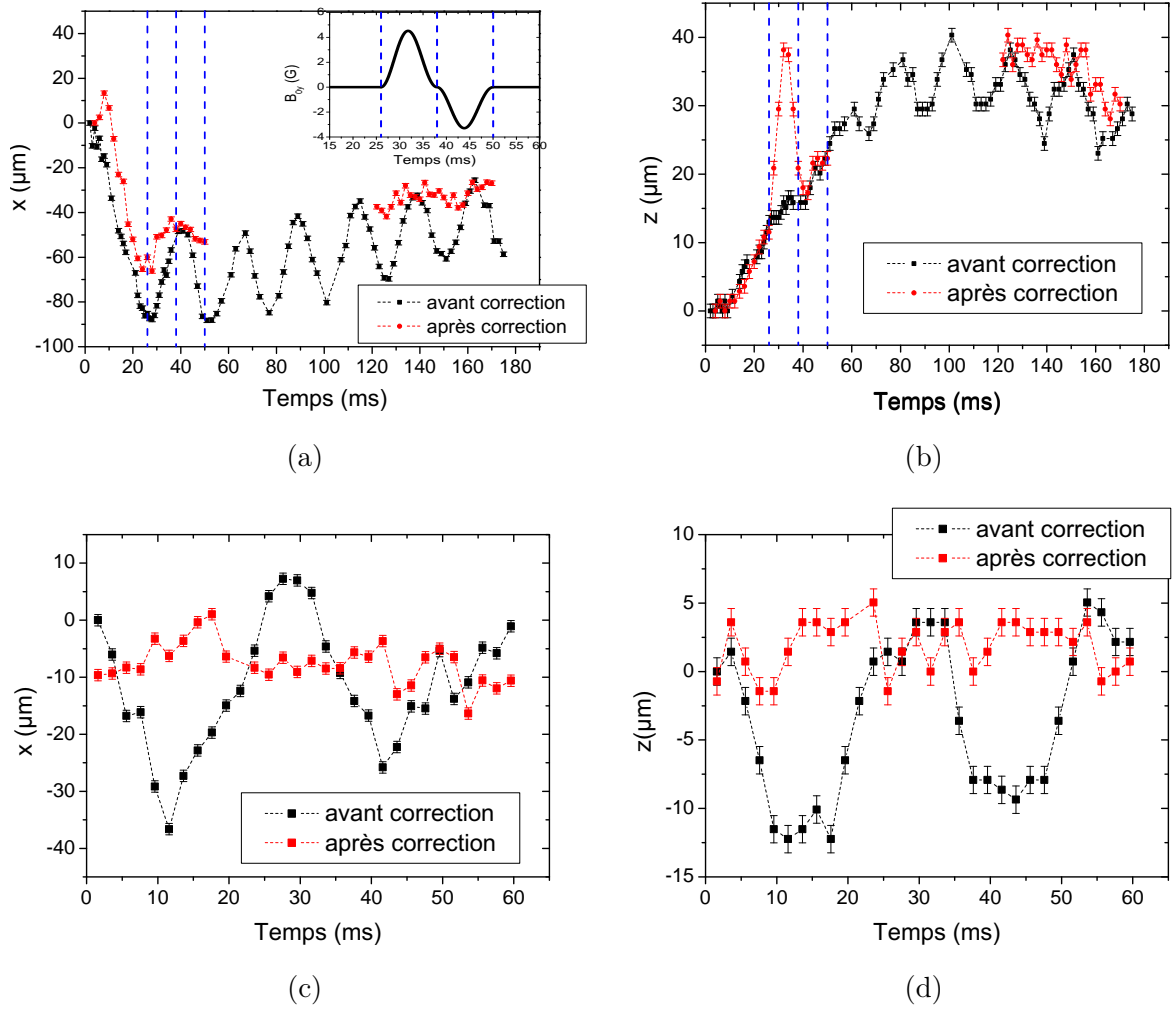 6
4
2
0
-2
-4
B0y (G)
15 20 25 30 35 40 45 50 55 60
Temps (ms)
40
20
0
-20
-40
-60
-80
-100
x (µm)
avant correction
après correction
0 20 40 60 80 100 120 140 160 180
Temps (ms)
(a)
40
30
20
10
0
z (µm)
avant correction
après correction
0 20 40 60 80 100 120 140 160 180
Temps (ms)
(b)
10
0
-10
-20
-30
-40
x (µm)
avant correction
après correction
0 10 20 30 40 50 60
Temps (ms)
(c)
avant correction
après correction
10
5
0
-5
-10
-15
z(µm)
0 10 20 30 40 50 60
Temps (ms)
(d)